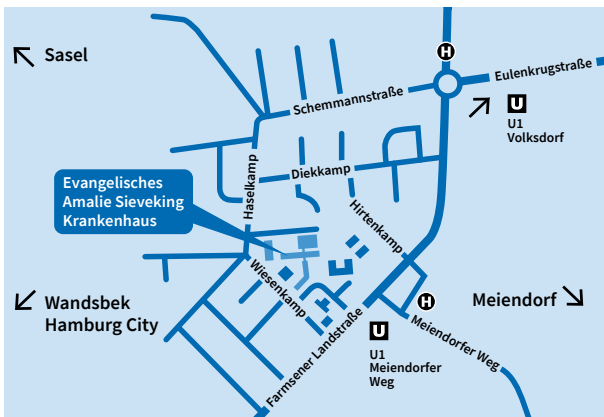 Sasel
H
Eulenkrugstraße
Schemmannstraße
U
U1
Volksdorf
Diekkamp
Haselkamp
Evangelisches
Amalie Sieveking
Krankenhaus
Hirtenkamp
Wiesenkamp
Wandsbek
Hamburg City
H
Meiendorf
Farmsener Landstraße
U
U1
Meiendorfer
Weg
Meiendorfer Weg